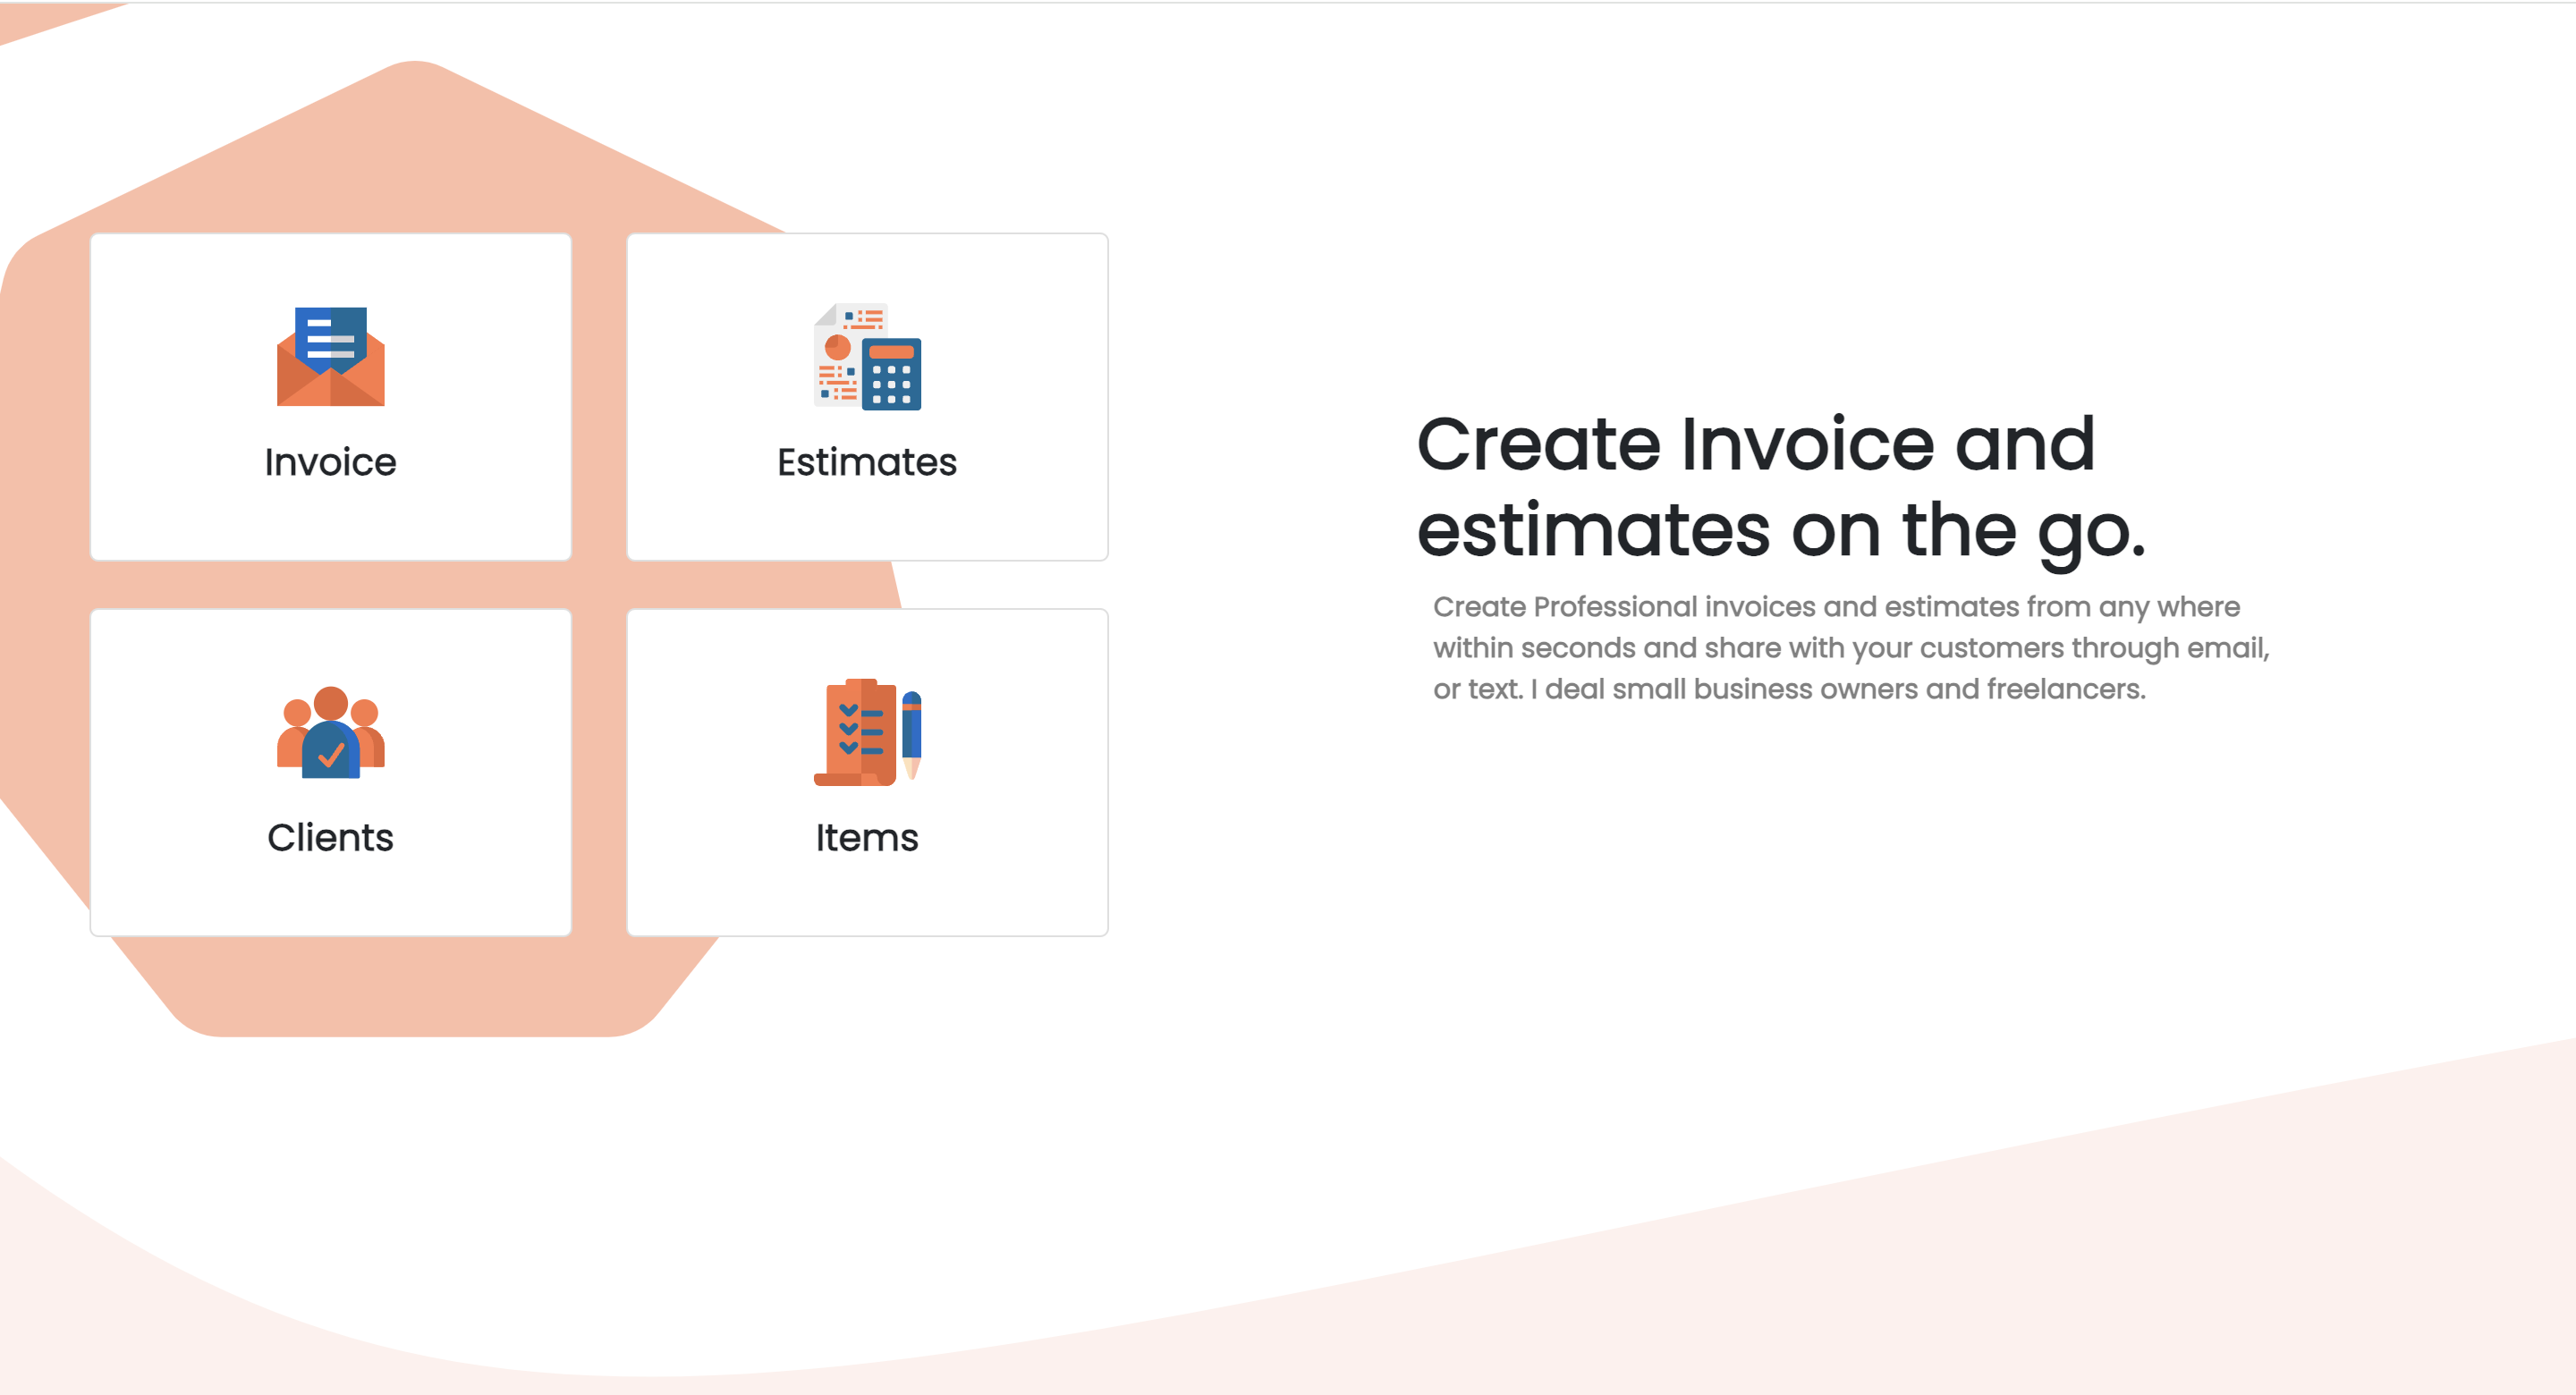 Invoice
Estimates
Clients
Items
Create Invoice and
estimates on the go.
Create Professional invoices and estimates from any where
within seconds and share with your customers through email,
or text. I deal small business owners and freelancers.